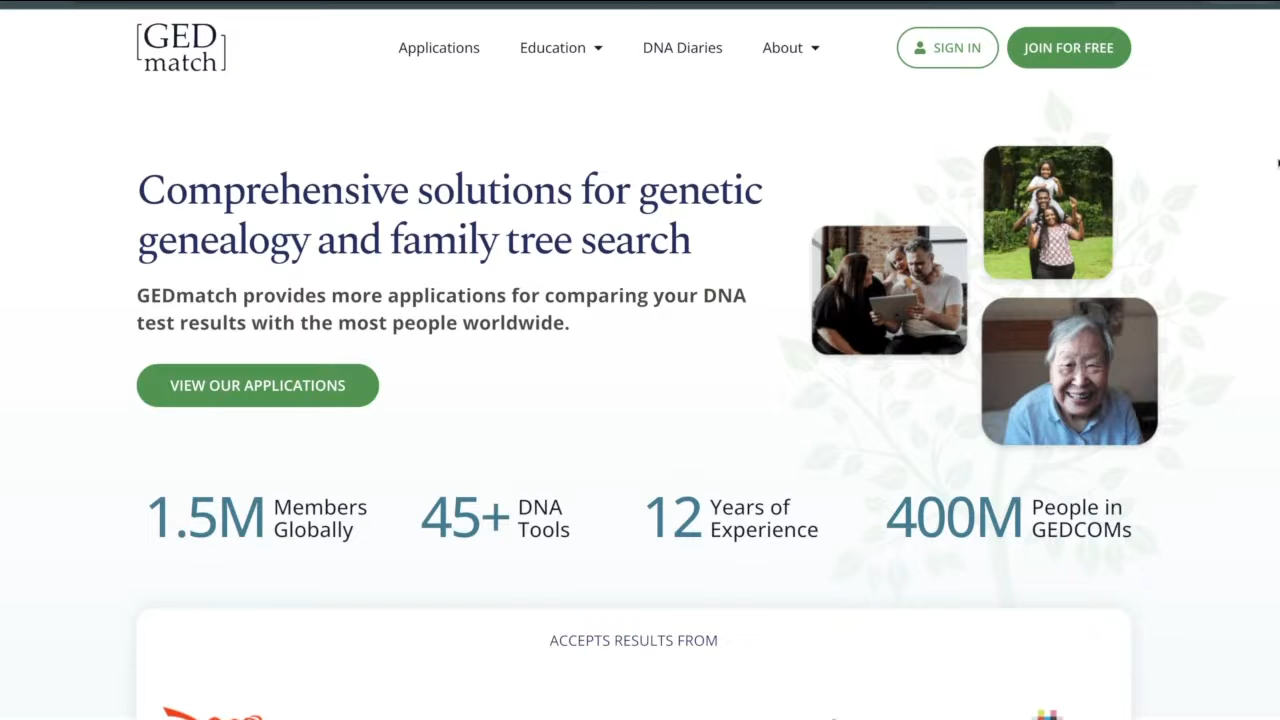 GED
match
Applications
Education
DNA Diaries
About
SIGN IN
JOIN FOR FREE
Comprehensive solutions for genetic
genealogy and family tree search
GEDmatch provides more applications for comparing your DNA
test results with the most people worldwide.
VIEW OUR APPLICATIONS
1.5M Members
Globally
45+ DNA
Tools
12 Years of
Experience
400M People in
GEDCOMs
ACCEPTS RESULTS FROM